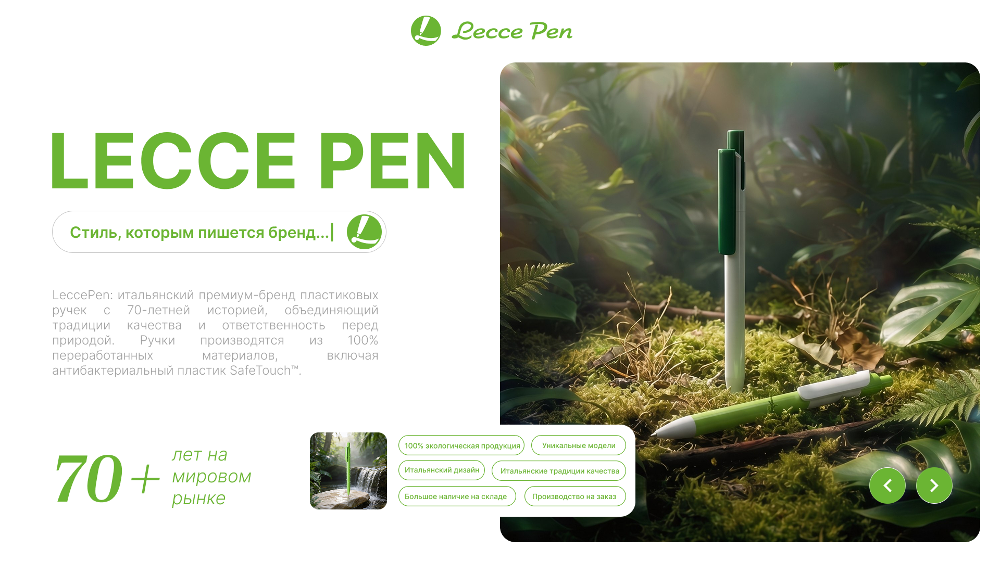 Lecce Pen
LECCE PEN
Стиль, которым пишется бренд...|
LeccePen: итальянский премиум-бренд пластиковых
ручек с 70-летней историей, объединяющий
традиции качества и ответственность перед
природой. Ручки производятся из 100%
переработанных материалов, включая
антибактериальный пластик SafeTouch™.
70+
лет на
мировом
рынке
100% экологическая продукция
Уникальные модели
Итальянский дизайн
Итальянские традиции качества
Большое наличие на складе
Производство на заказ